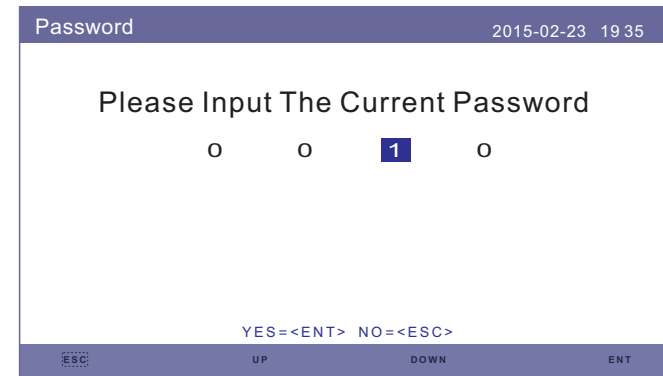 Password 2015-02-23 19 35
Please Input The Current Password
0 0 1 0
YES=<ENT> NO=<ESC>
ESC UP DOWN ENT